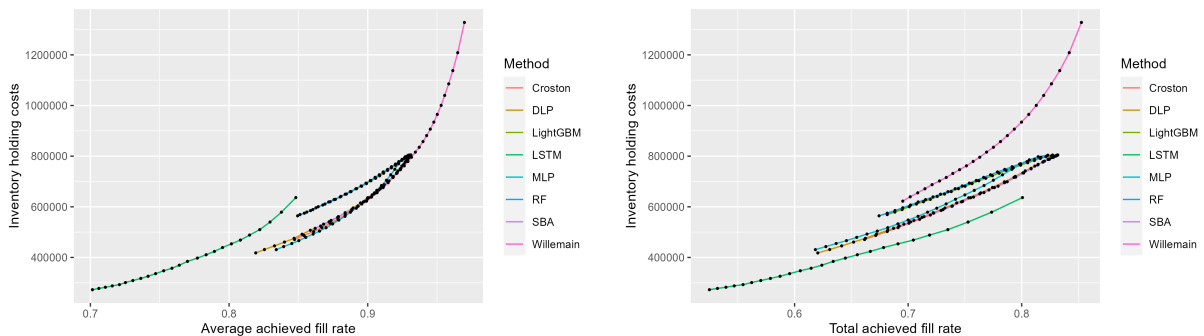 Inventory holding costs
1200000
1000000
800000
600000
400000
0.7
0.8
0.9
Average achieved fill rate
Method
Croston
DLP
LightGBM
LSTM
MLP
RF
SBA
Willemain
Inventory holding costs
1200000
1000000
800000
600000
400000
0.6
0.7
0.8
Total achieved fill rate
Method
Croston
DLP
LightGBM
LSTM
MLP
RF
SBA
Willemain